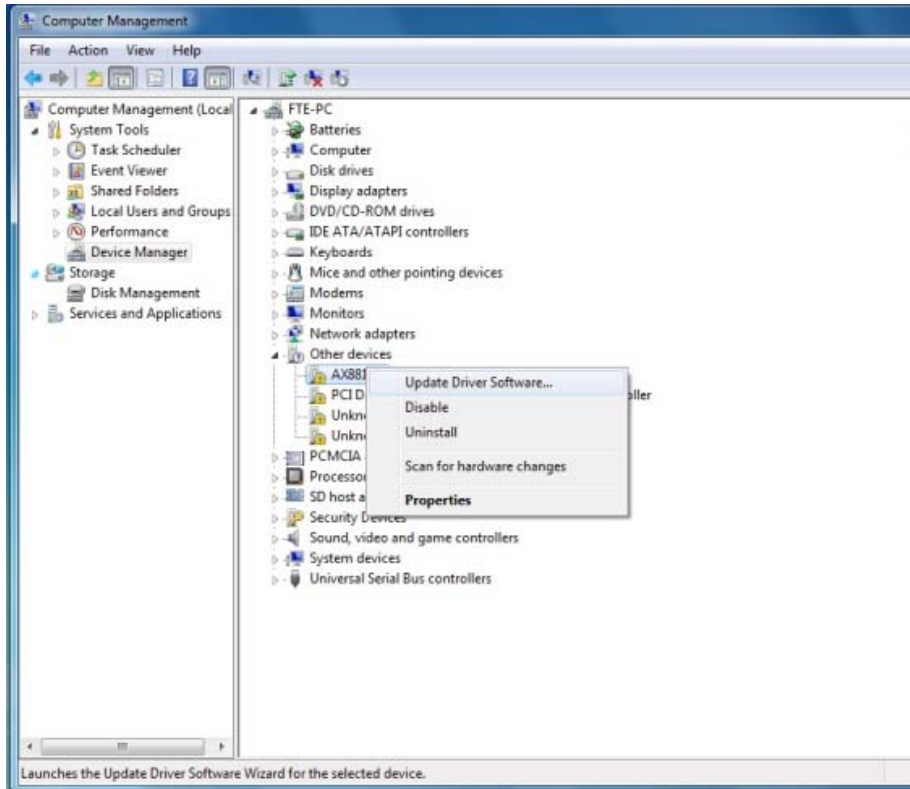 Computer Management
File Action View Help
Computer Management (Local
System Tools
Task Scheduler
Event Viewer
Shared Folders
Local Users and Groups
Performance
Device Manager
Storage
Disk Management
Services and Applications
FTE-PC
Batteries
Computer
Disk drives
Display adapters
DVD/CD-ROM drives
IDE ATA/ATAPI controllers
Keyboards
Mice and other pointing devices
Modems
Monitors
Network adapters
Other devices
AX881
PCI D
oller
Unkn
Unkn
PCMCIA
Processo
SD host a
Security Devices
Sound, video and game controllers
System devices
Universal Serial Bus controllers
Update Driver Software...
Disable
Uninstall
Scan for hardware changes
Properties
Launches the Update Driver Software Wizard for the selected device.